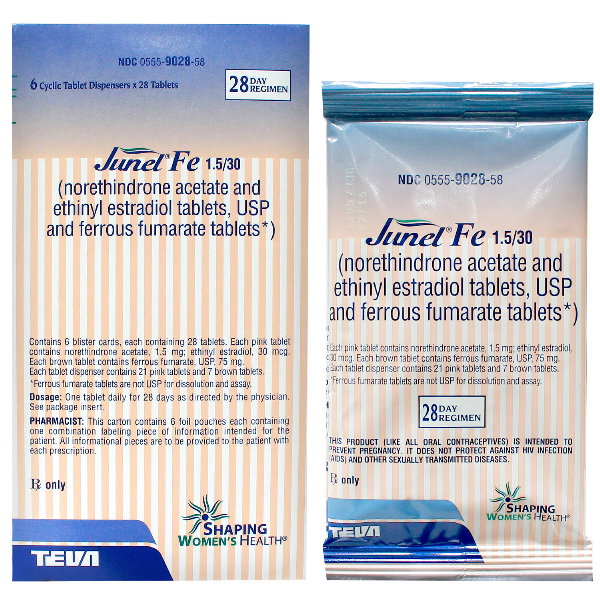 NDC 0555-9028-58
6 Cyclic Tablet Dispensers x 28 Tablets
28 DAY REGIMEN
Junel® Fe 1.5/30
(norethindrone acetate and
ethinyl estradiol tablets, USP
and ferrous fumarate tablets*)
Contains 6 blister cards, each containing 28 tablets. Each pink tablet
contains norethindrone acetate, 1.5 mg; ethinyl estradiol, 30 mcg.
Each brown tablet contains ferrous fumarate, USP, 75 mg.
Each tablet dispenser contains 21 pink tablets and 7 brown tablets.
*Ferrous fumarate tablets are not USP for dissolution and assay.
Dosage: One tablet daily for 28 days as directed by the physician.
See package insert.
PHARMACIST: This carton contains 6 foil pouches each containing
one combination labeling piece of information intended for the
patient. All informational pieces are to be provided to the patient with
each prescription.
Rx only
SHAPING
WOMEN'S HEALTH®
TEVA
NDC 0555-9028-58
Junel® Fe 1.5/30
(norethindrone acetate and
ethinyl estradiol tablets, USP
and ferrous fumarate tablets*)
Each pink tablet contains norethindrone acetate, 1.5 mg; ethinyl estradiol,
30 mcg. Each brown tablet contains ferrous fumarate, USP, 75 mg.
Each tablet dispenser contains 21 pink tablets and 7 brown tablets.
*Ferrous fumarate tablets are not USP for dissolution and assay.
28 DAY REGIMEN
THIS PRODUCT (LIKE ALL ORAL CONTRACEPTIVES) IS INTENDED TO
PREVENT PREGNANCY. IT DOES NOT PROTECT AGAINST HIV INFECTION
(AIDS) AND OTHER SEXUALLY TRANSMITTED DISEASES.
Rx only
SHAPING
WOMEN'S HEALTH®
TEVA